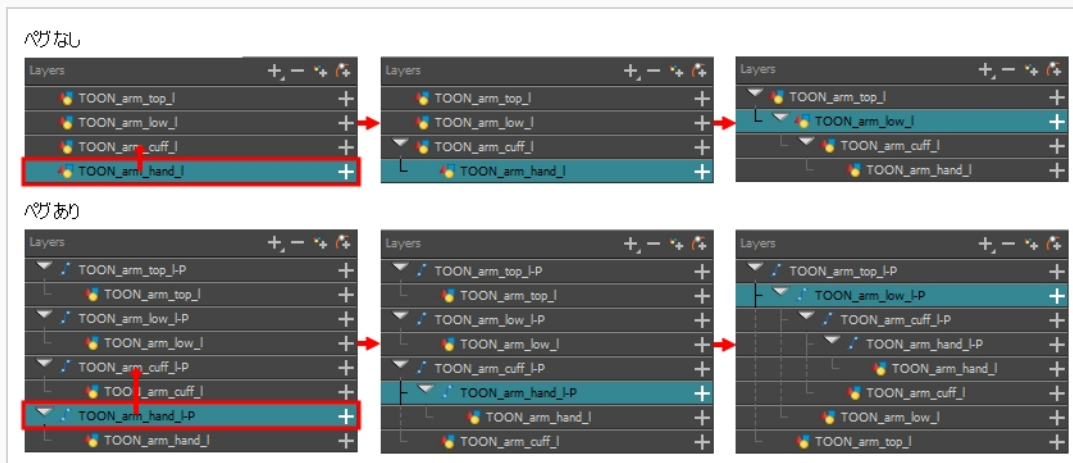 ペグなし
Layers
TOON_arm_top_l
TOON_arm_low_l
TOON_arm_cuff_l
TOON_arm_hand_l
Layers
TOON_arm_top_l
TOON_arm_low_l
TOON_arm_cuff_l
TOON_arm_hand_l
Layers
TOON_arm_top_l
TOON_arm_low_l
TOON_arm_cuff_l
TOON_arm_hand_l
ペグあり
Layers
TOON_arm_top_l-P
TOON_arm_top_l
TOON_arm_low_l-P
TOON_arm_low_l
TOON_arm_cuff_l-P
TOON_arm_cuff_l
TOON_arm_hand_l-P
TOON_arm_hand_l
Layers
TOON_arm_top_l-P
TOON_arm_top_l
TOON_arm_low_l-P
TOON_arm_low_l
TOON_arm_cuff_l-P
TOON_arm_hand_l-P
TOON_arm_hand_l
TOON_arm_cuff_l
Layers
TOON_arm_top_l-P
TOON_arm_low_l-P
TOON_arm_cuff_l-P
TOON_arm_hand_l-P
TOON_arm_hand_l
TOON_arm_cuff_l
TOON_arm_low_l
TOON_arm_top_l